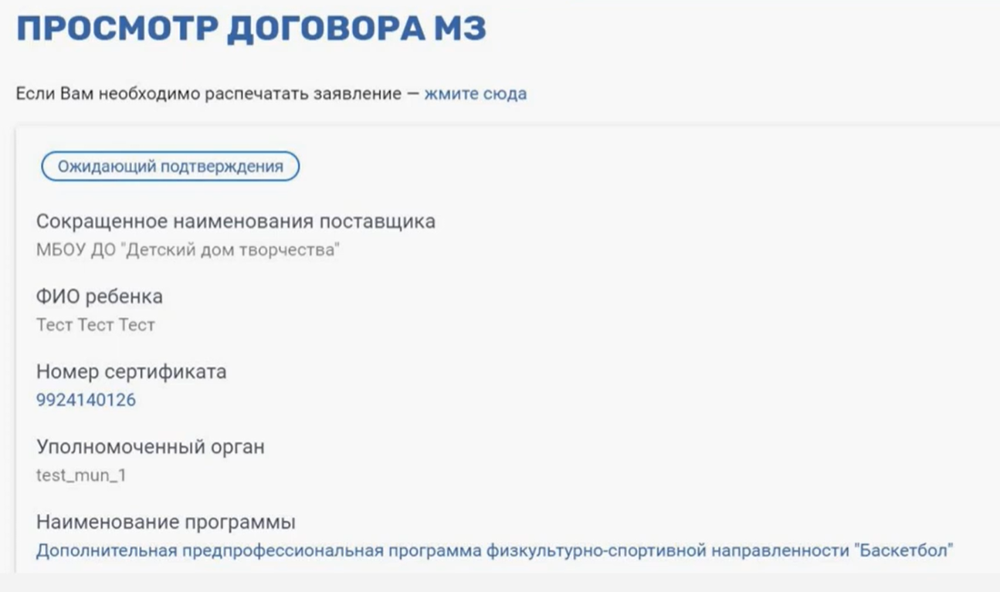 ПРОСМОТР ДОГОВОРА МЗ
Если Вам необходимо распечатать заявление — жмите сюда
Ожидающий подтверждения
Сокращенное наименования поставщика
МБОУ ДО "Детский дом творчества"
ФИО ребенка
Тест Тест Тест
Номер сертификата
9924140126
Уполномоченный орган
test_mun_1
Наименование программы
Дополнительная предпрофессиональная программа физкультурно-спортивной направленности "Баскетбол"